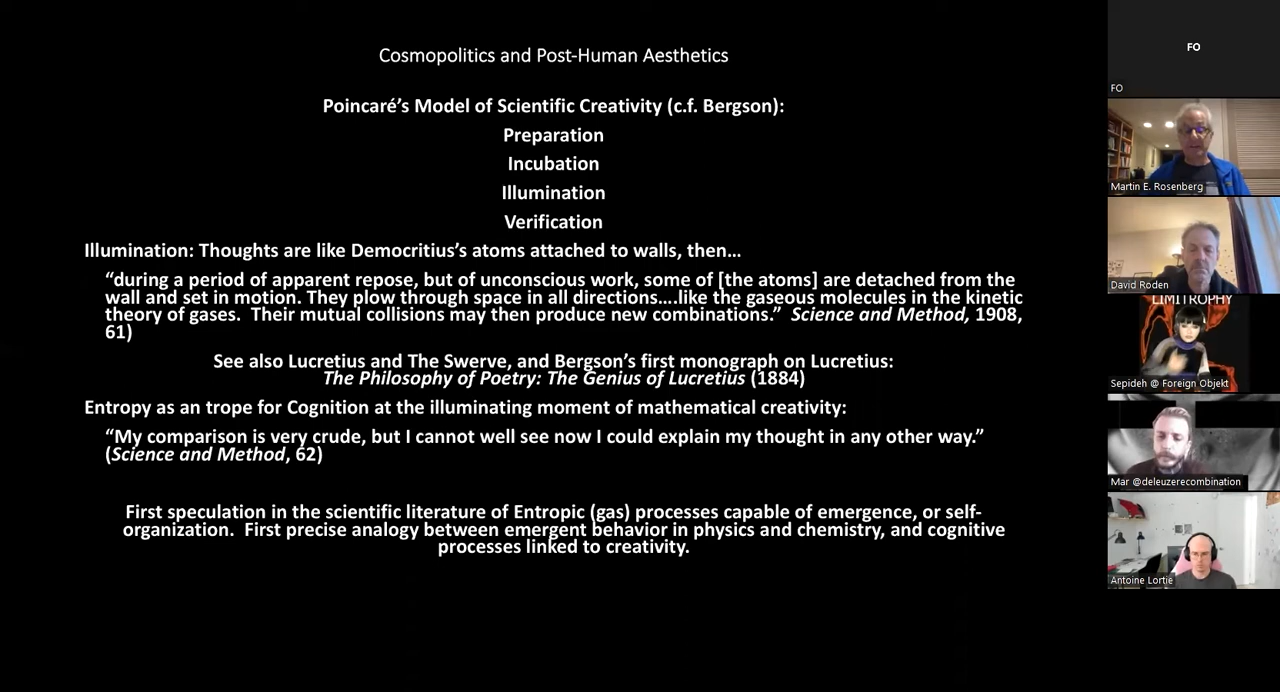 Cosmopolitics and Post-Human Aesthetics
Poincaré’s Model of Scientific Creativity (c.f. Bergson):
Preparation
Incubation
Illumination
Verification
Illumination: Thoughts are like Democritius’s atoms attached to walls, then…
“during a period of apparent repose, but of unconscious work, some of [the atoms] are detached from the
wall and set in motion. They plow through space in all directions….like the gaseous molecules in the kinetic
theory of gases. Their mutual collisions may then produce new combinations.” Science and Method, 1908,
61)
See also Lucretius and The Swerve, and Bergson’s first monograph on Lucretius:
The Philosophy of Poetry: The Genius of Lucretius (1884)
Entropy as an trope for Cognition at the illuminating moment of mathematical creativity:
“My comparison is very crude, but I cannot well see now I could explain my thought in any other way.”
(Science and Method, 62)
First speculation in the scientific literature of Entropic (gas) processes capable of emergence, or self-
organization. First precise analogy between emergent behavior in physics and chemistry, and cognitive
processes linked to creativity.
FO
FO
Martin E. Rosenberg
David Roden
LIMITROPHY
Sepideh @ Foreign Objekt
Mar @deleuzerecombination
Antoine Lortie